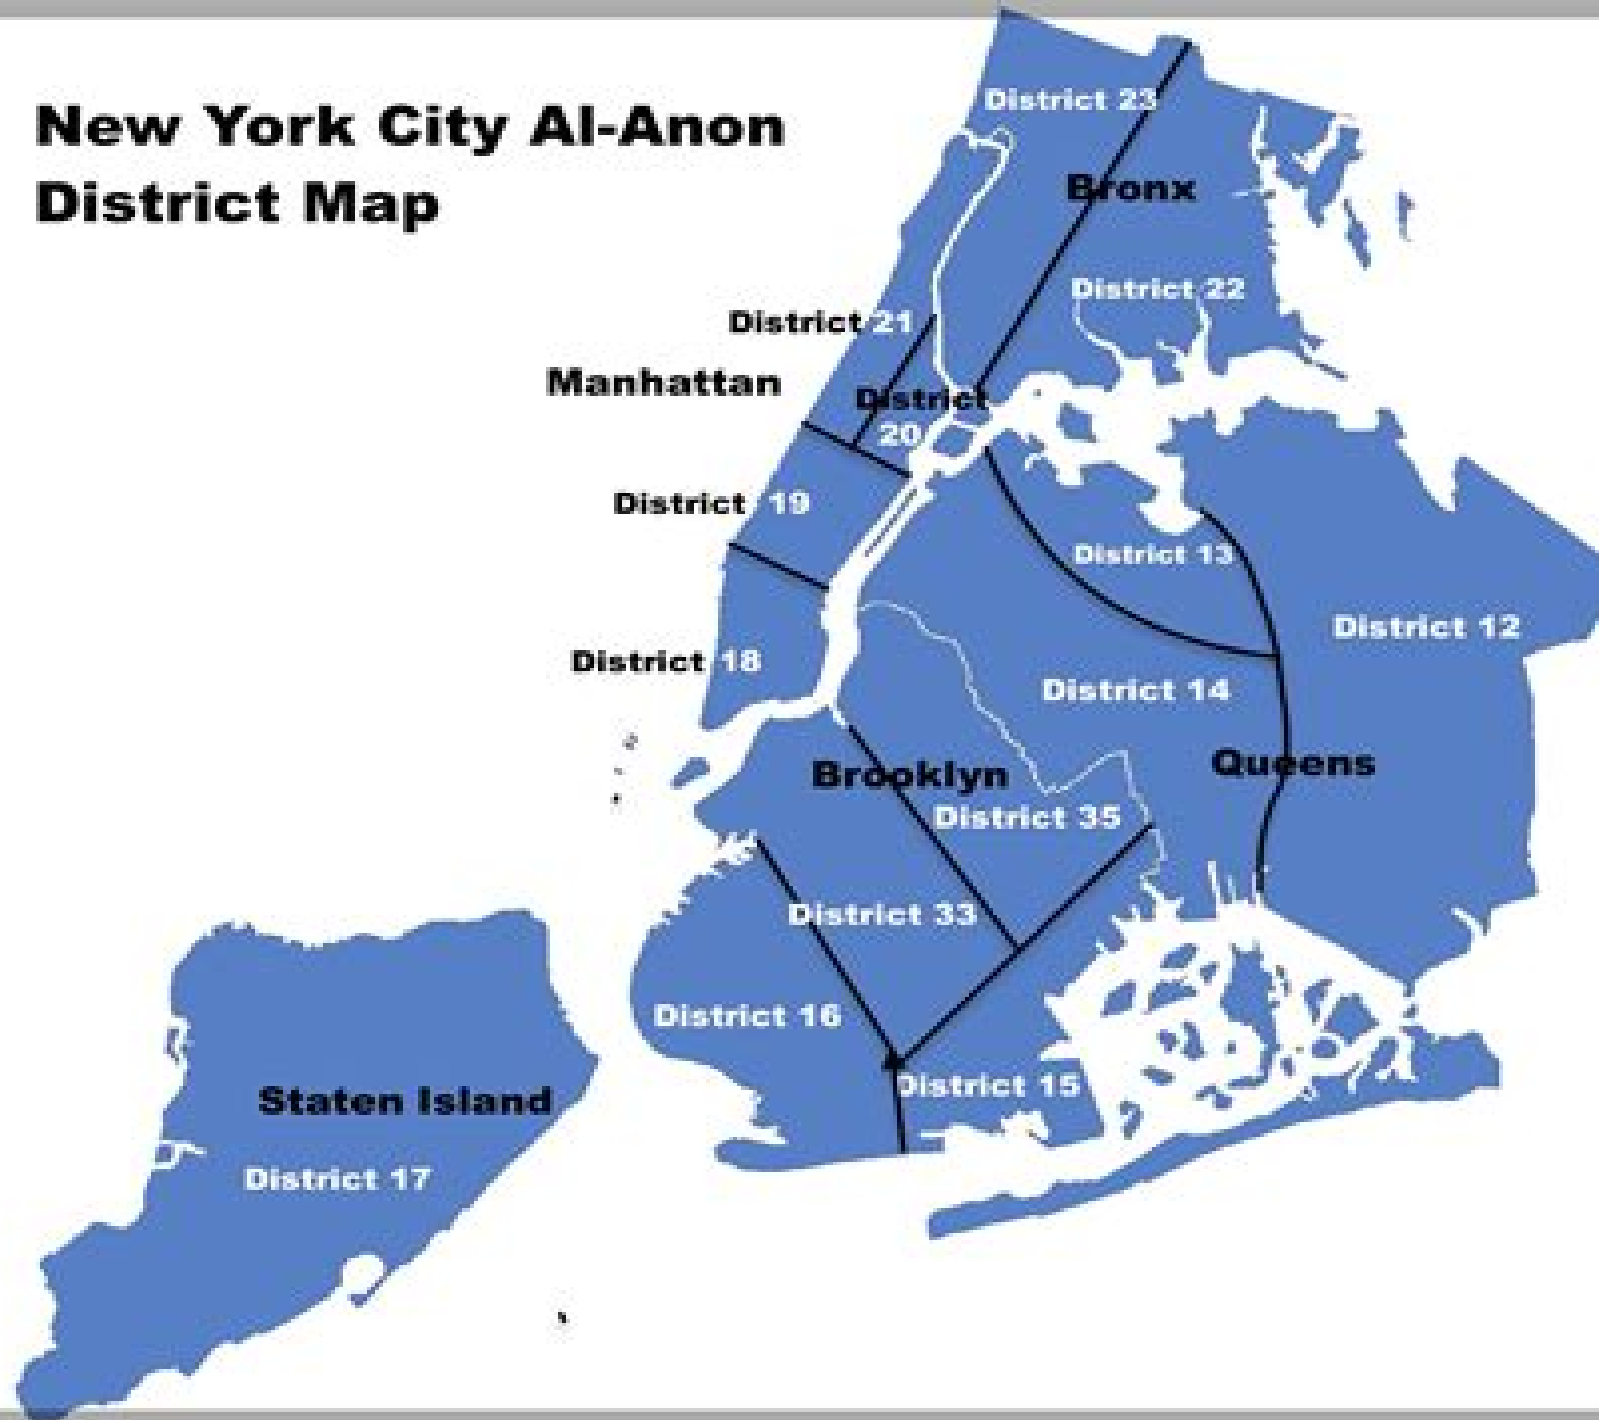 New York City Al-Anon
District Map
District 23
Bronx
District 22
District 21
Manhattan
District
20
District 19
District 13
District 12
District 18
District 14
Queens
Brooklyn
District 35
District 33
District 16
District 15
Staten Island
District 17